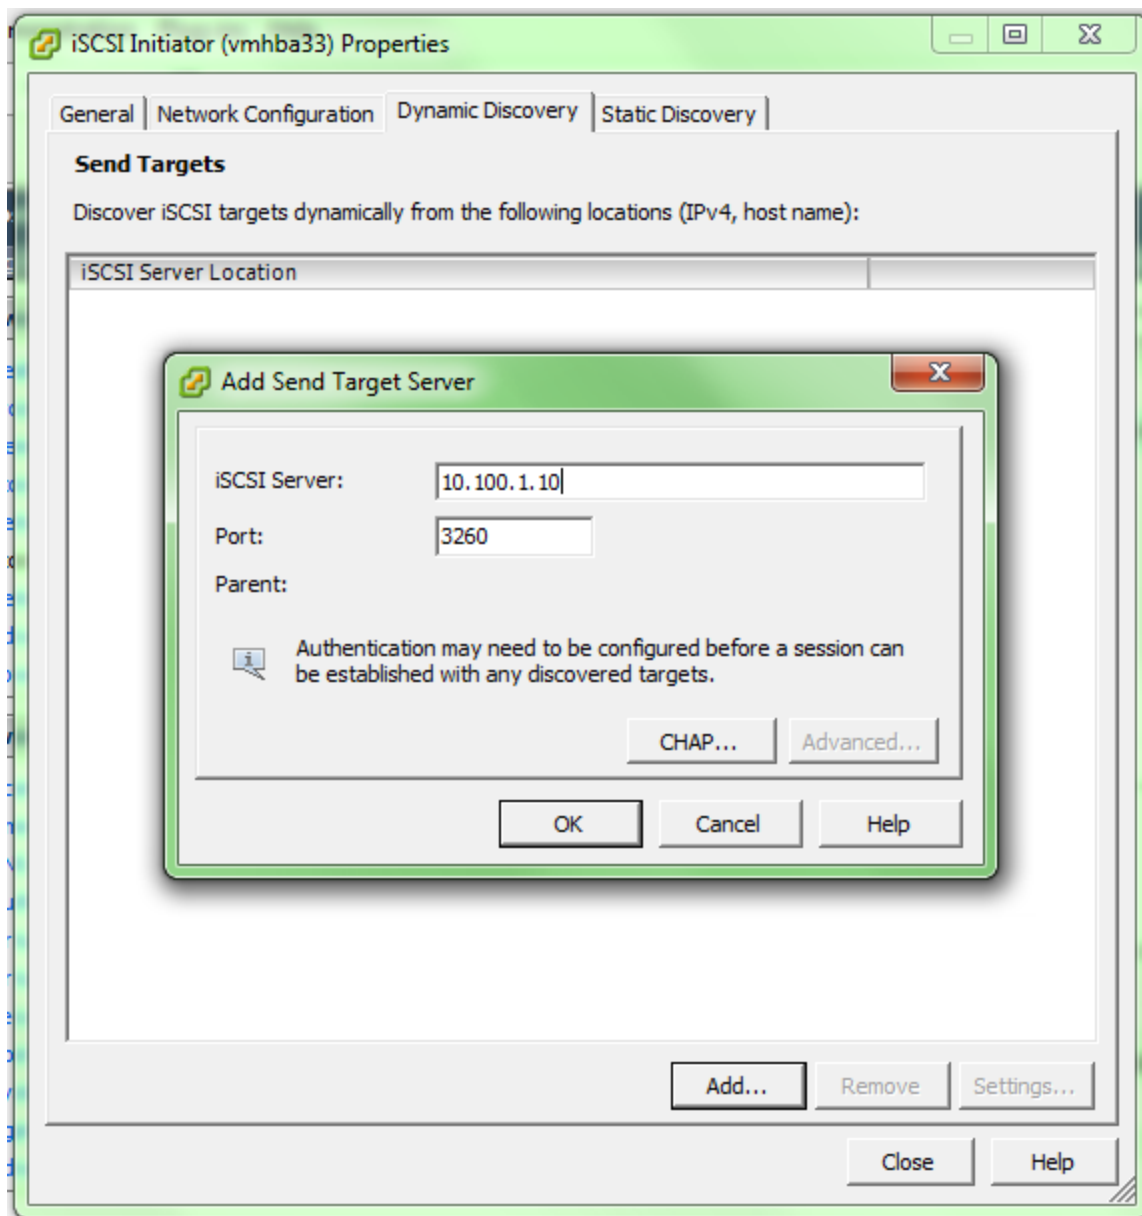 iSCSI Initiator (vmhba33) Properties
General Network Configuration Dynamic Discovery Static Discovery
Send Targets
Discover iSCSI targets dynamically from the following locations (IPv4, host name):
iSCSI Server Location
Add Send Target Server
iSCSI Server: 10.100.1.10
Port: 3260
Parent:
Authentication may need to be configured before a session can
be established with any discovered targets.
CHAP... Advanced...
OK Cancel Help
Add... Remove Settings...
Close Help